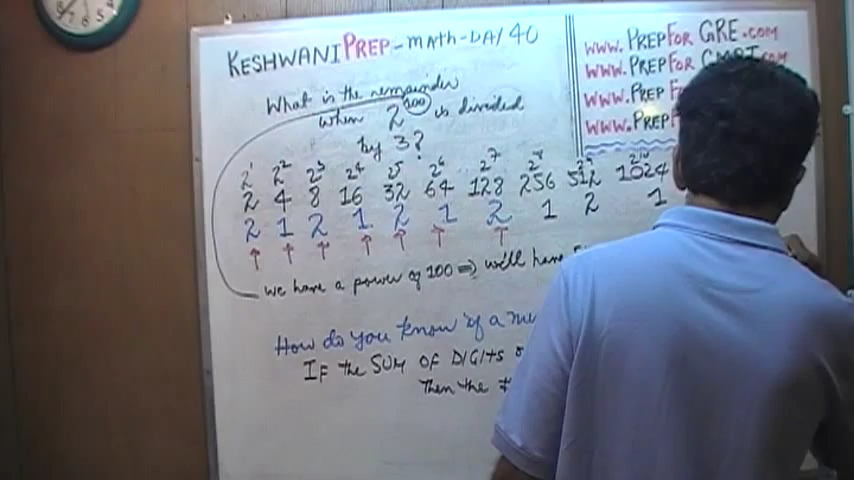 KESHWANI PREP - MATH - DAY 40
What is the remainder
when 2^100 is divided
by 3?
2^1 2^2 2^3 2^4 2^5 2^6 2^7 2^8 2^9 2^10
2 4 8 16 32 64 128 256 512 1024
2 1 2 1 2 1 2 1 2 1
we have a power of 100 => we'll have
How do you know if a
IF the SUM OF DIGITS
Then the #
www.PrepFor GRE.com
www.PrepFor GMAT.com
www.Prep
www.Prep